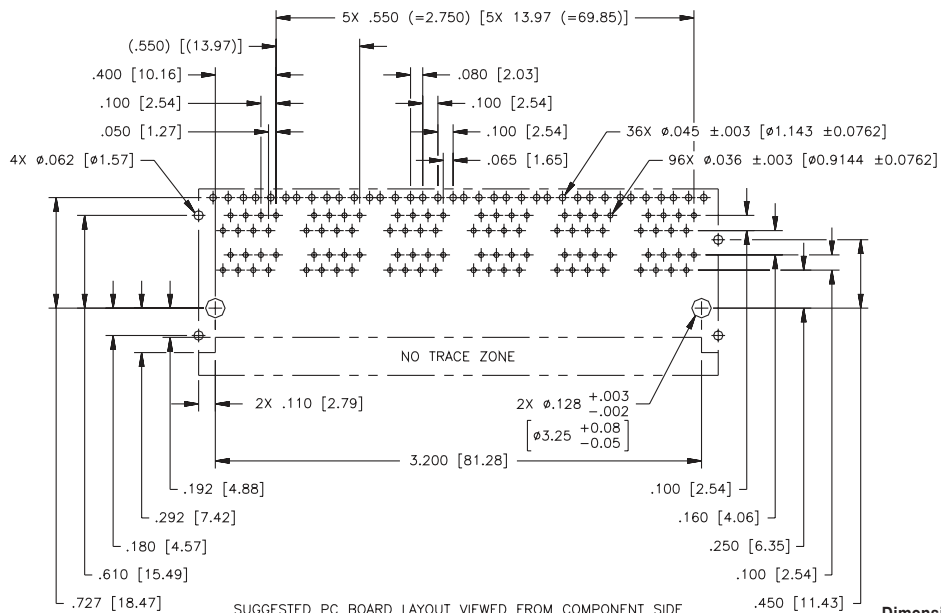 5X .550 (=2.750) [5X 13.97 (=69.85)]
(.550) [(13.97)]
.400 [10.16]
.080 [2.03]
.100 [2.54]
.100 [2.54]
.050 [1.27]
.100 [2.54]
36X ø.045 ±.003 [ø1.143 ±0.0762]
4X ø.062 [ø1.57]
.065 [1.65]
96X ø.036 ±.003 [ø0.9144 ±0.0762]
NO TRACE ZONE
2X .110 [2.79]
2X ø.128 +.003 -.002
[ø3.25 +0.08 -0.05]
3.200 [81.28]
.192 [4.88]
.100 [2.54]
.292 [7.42]
.160 [4.06]
.180 [4.57]
.250 [6.35]
.610 [15.49]
.100 [2.54]
.727 [18.47]
.450 [11.43]
SUGGESTED PC BOARD LAYOUT VIEWED FROM COMPONENT SIDE